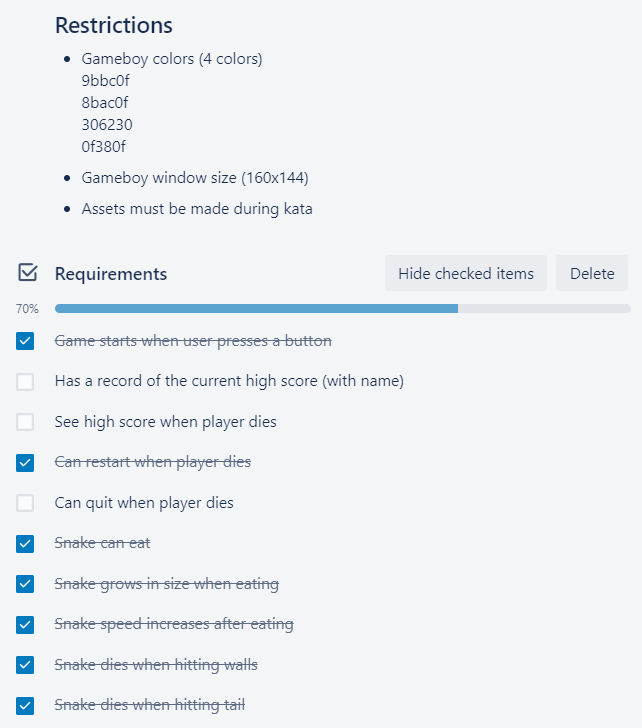 Restrictions
Gameboy colors (4 colors)
9bbc0f
8bac0f
306230
0f380f
Gameboy window size (160x144)
Assets must be made during kata
Requirements
Hide checked items
Delete
70%
Game starts when user presses a button
Has a record of the current high score (with name)
See high score when player dies
Can restart when player dies
Can quit when player dies
Snake can eat
Snake grows in size when eating
Snake speed increases after eating
Snake dies when hitting walls
Snake dies when hitting tail